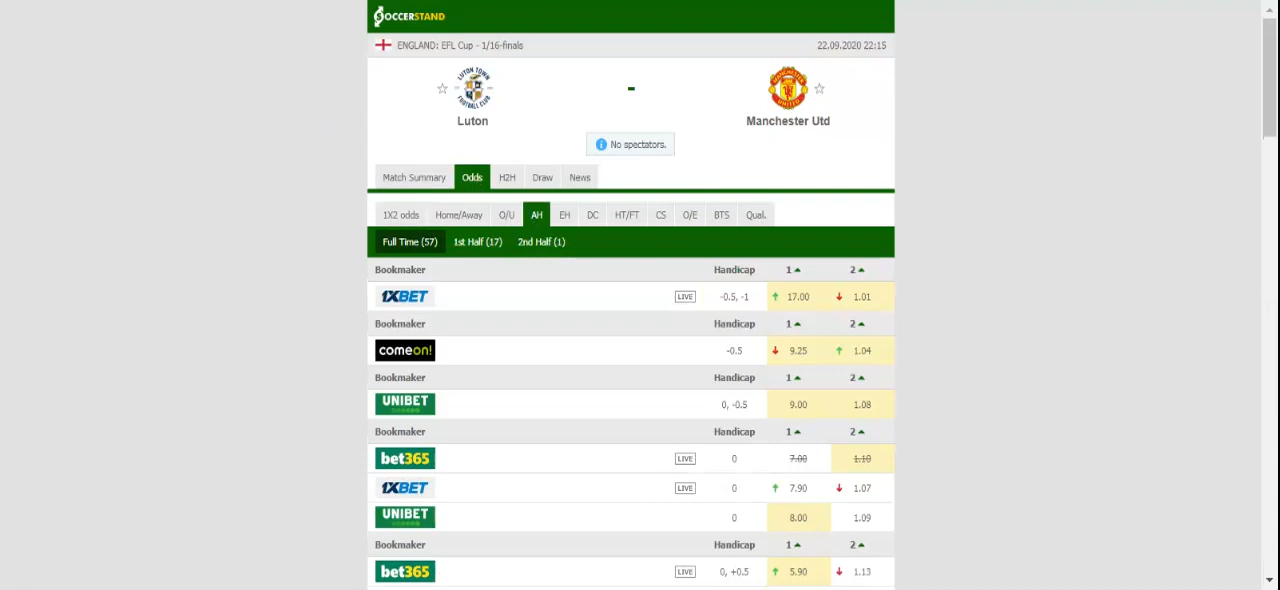 SOCCERSTAND
ENGLAND: EFL Cup - 1/16-finals 22.09.2020 22:15
LUTON TOWN
FOOTBALL CLUB
MANCHESTER
UNITED
-
Luton Manchester Utd
No spectators.
Match Summary Odds H2H Draw News
1X2 odds Home/Away O/U AH EH DC HT/FT CS O/E BTS Qual.
Full Time (57) 1st Half (17) 2nd Half (1)
Bookmaker Handicap 1 2
1XBET LIVE -0.5, -1 17.00 1.01
Bookmaker Handicap 1 2
comeon! -0.5 9.25 1.04
Bookmaker Handicap 1 2
UNIBET 0, -0.5 9.00 1.08
Bookmaker Handicap 1 2
bet365 LIVE 0 7.00 1.10
1XBET LIVE 0 7.90 1.07
UNIBET 0 8.00 1.09
Bookmaker Handicap 1 2
bet365 LIVE 0, +0.5 5.90 1.13